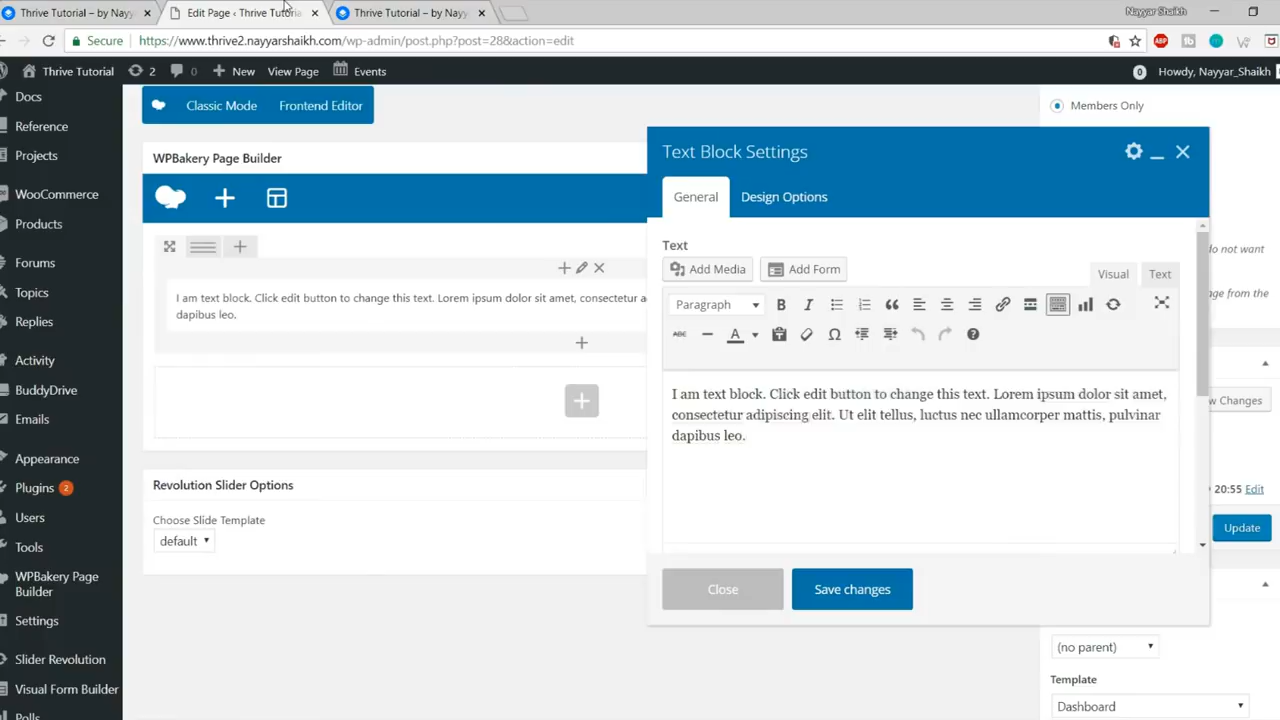 Thrive Tutorial – by Nayy
Edit Page ‹ Thrive Tutoria
Thrive Tutorial – by Nayy
Nayyar Shaikh
Secure
https://www.thrive2.nayyarshaikh.com/wp-admin/post.php?post=28&action=edit
ABP
Thrive Tutorial
2
0
New
View Page
Events
0
Howdy, Nayyar_Shaikh
Docs
Reference
Projects
WooCommerce
Products
Forums
Topics
Replies
Activity
BuddyDrive
Emails
Appearance
Plugins 2
Users
Tools
WPBakery Page
Builder
Settings
Slider Revolution
Visual Form Builder
Polls
Classic Mode
Frontend Editor
WPBakery Page Builder
I am text block. Click edit button to change this text. Lorem ipsum dolor sit amet, consectetur a
dapibus leo.
Revolution Slider Options
Choose Slide Template
default
Text Block Settings
General
Design Options
Text
Add Media
Add Form
Visual
Text
Paragraph
B
I
ABC
A
Ω
I am text block. Click edit button to change this text. Lorem ipsum dolor sit amet,
consectetur adipiscing elit. Ut elit tellus, luctus nec ullamcorper mattis, pulvinar
dapibus leo.
Close
Save changes
Members Only
do not want
ge from the
w Changes
20:55 Edit
Update
(no parent)
Template
Dashboard